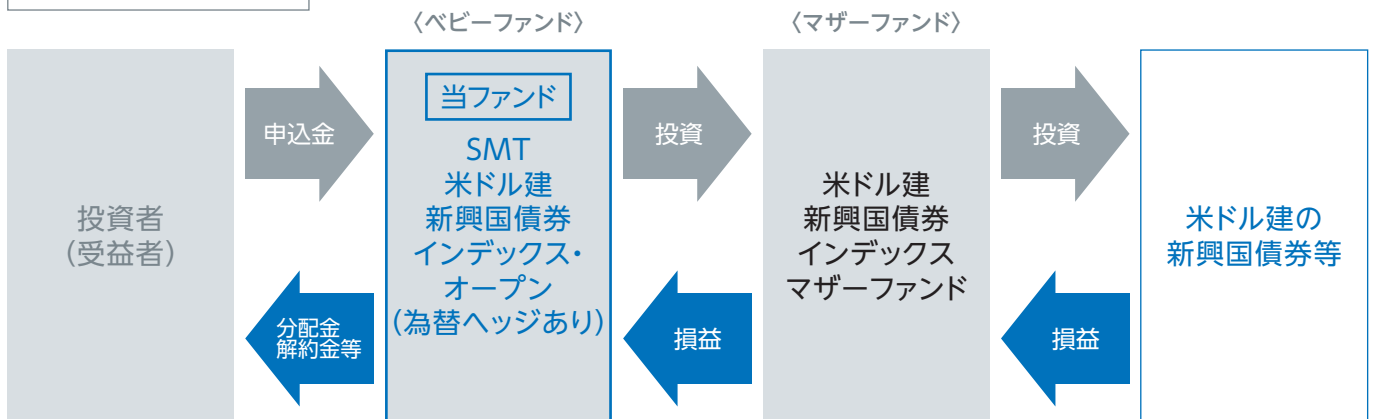 〈ベビーファンド〉
〈マザーファンド〉
投資者
(受益者)
申込金
分配金
解約金等
当ファンド
SMT
米ドル建
新興国債券
インデックス・
オープン
(為替ヘッジあり)
投資
損益
米ドル建
新興国債券
インデックス
マザーファンド
投資
損益
米ドル建の
新興国債券等